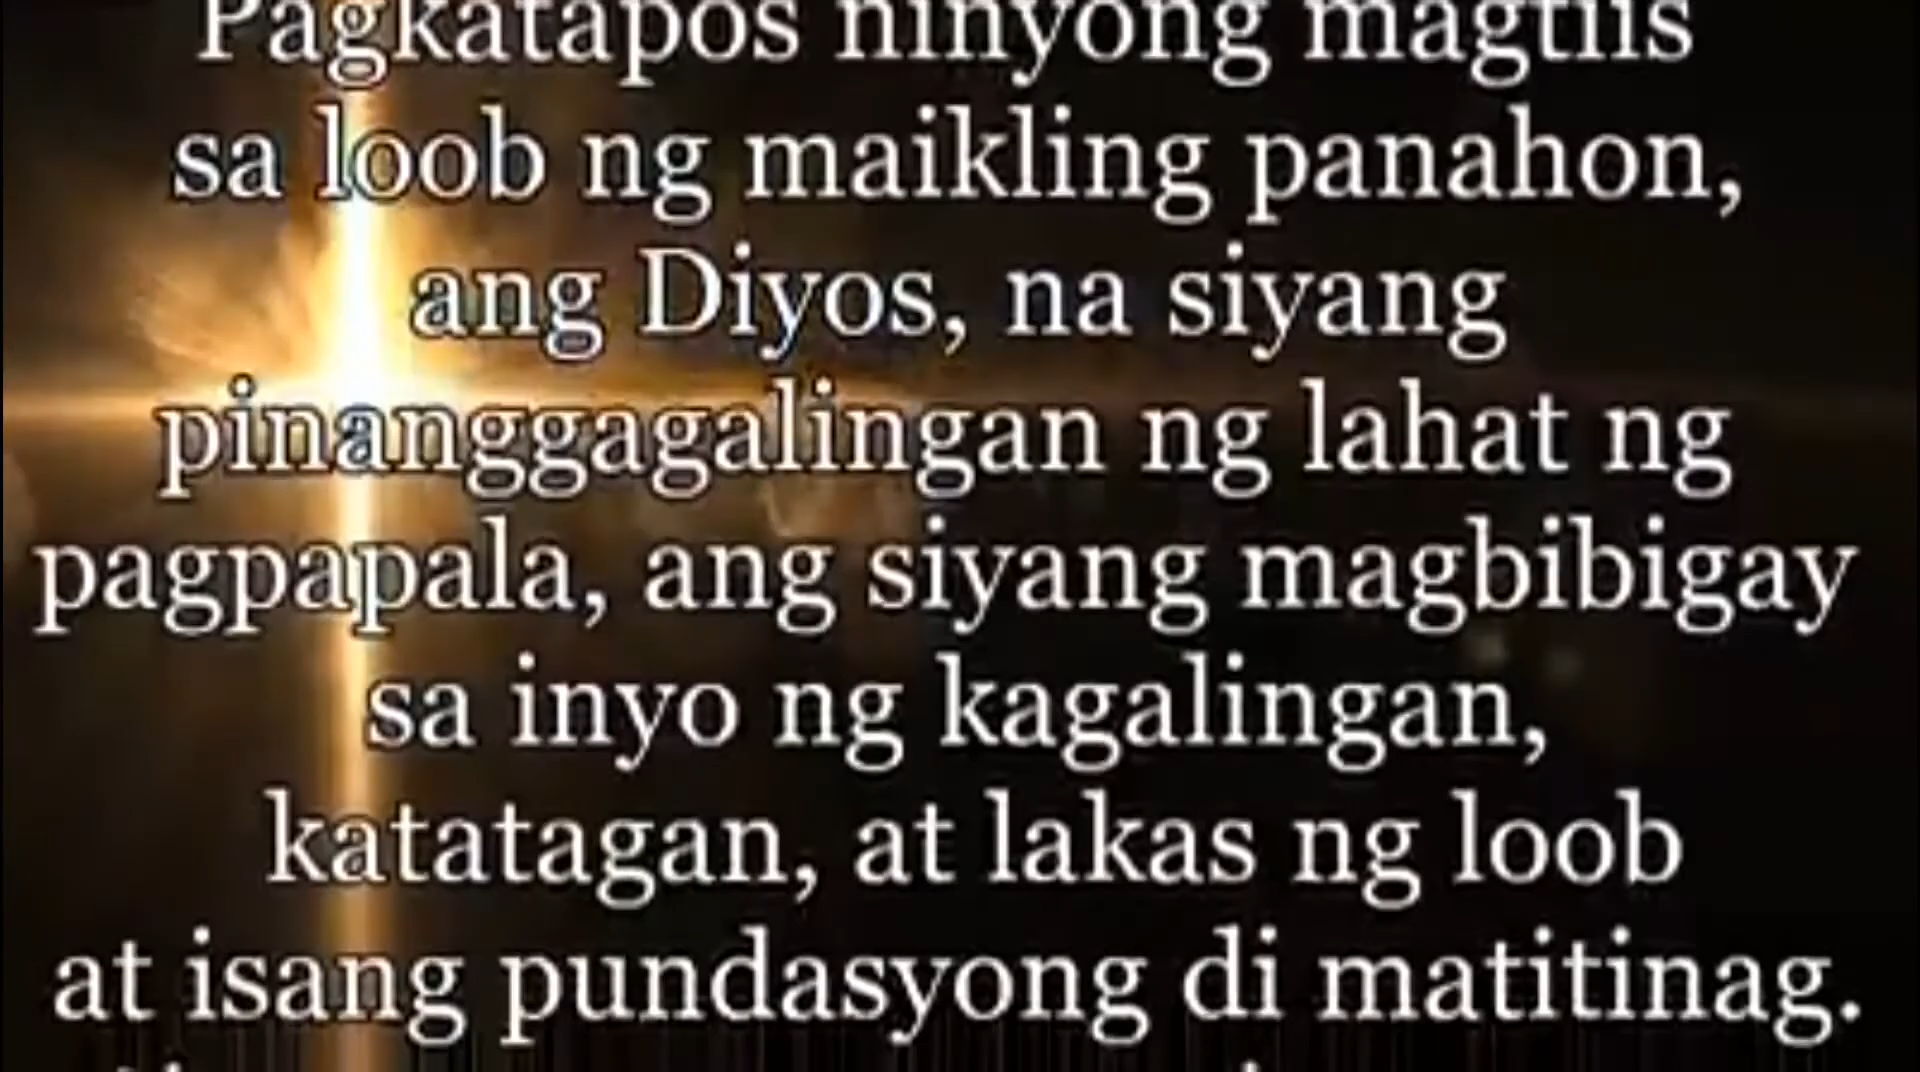 Pagkatapos ninyong magtiis
sa loob ng maikling panahon,
ang Diyos, na siyang
pinanggagalingan ng lahat ng
pagpapala, ang siyang magbibigay
sa inyo ng kagalingan,
katatagan, at lakas ng loob
at isang pundasyong di matitinag.